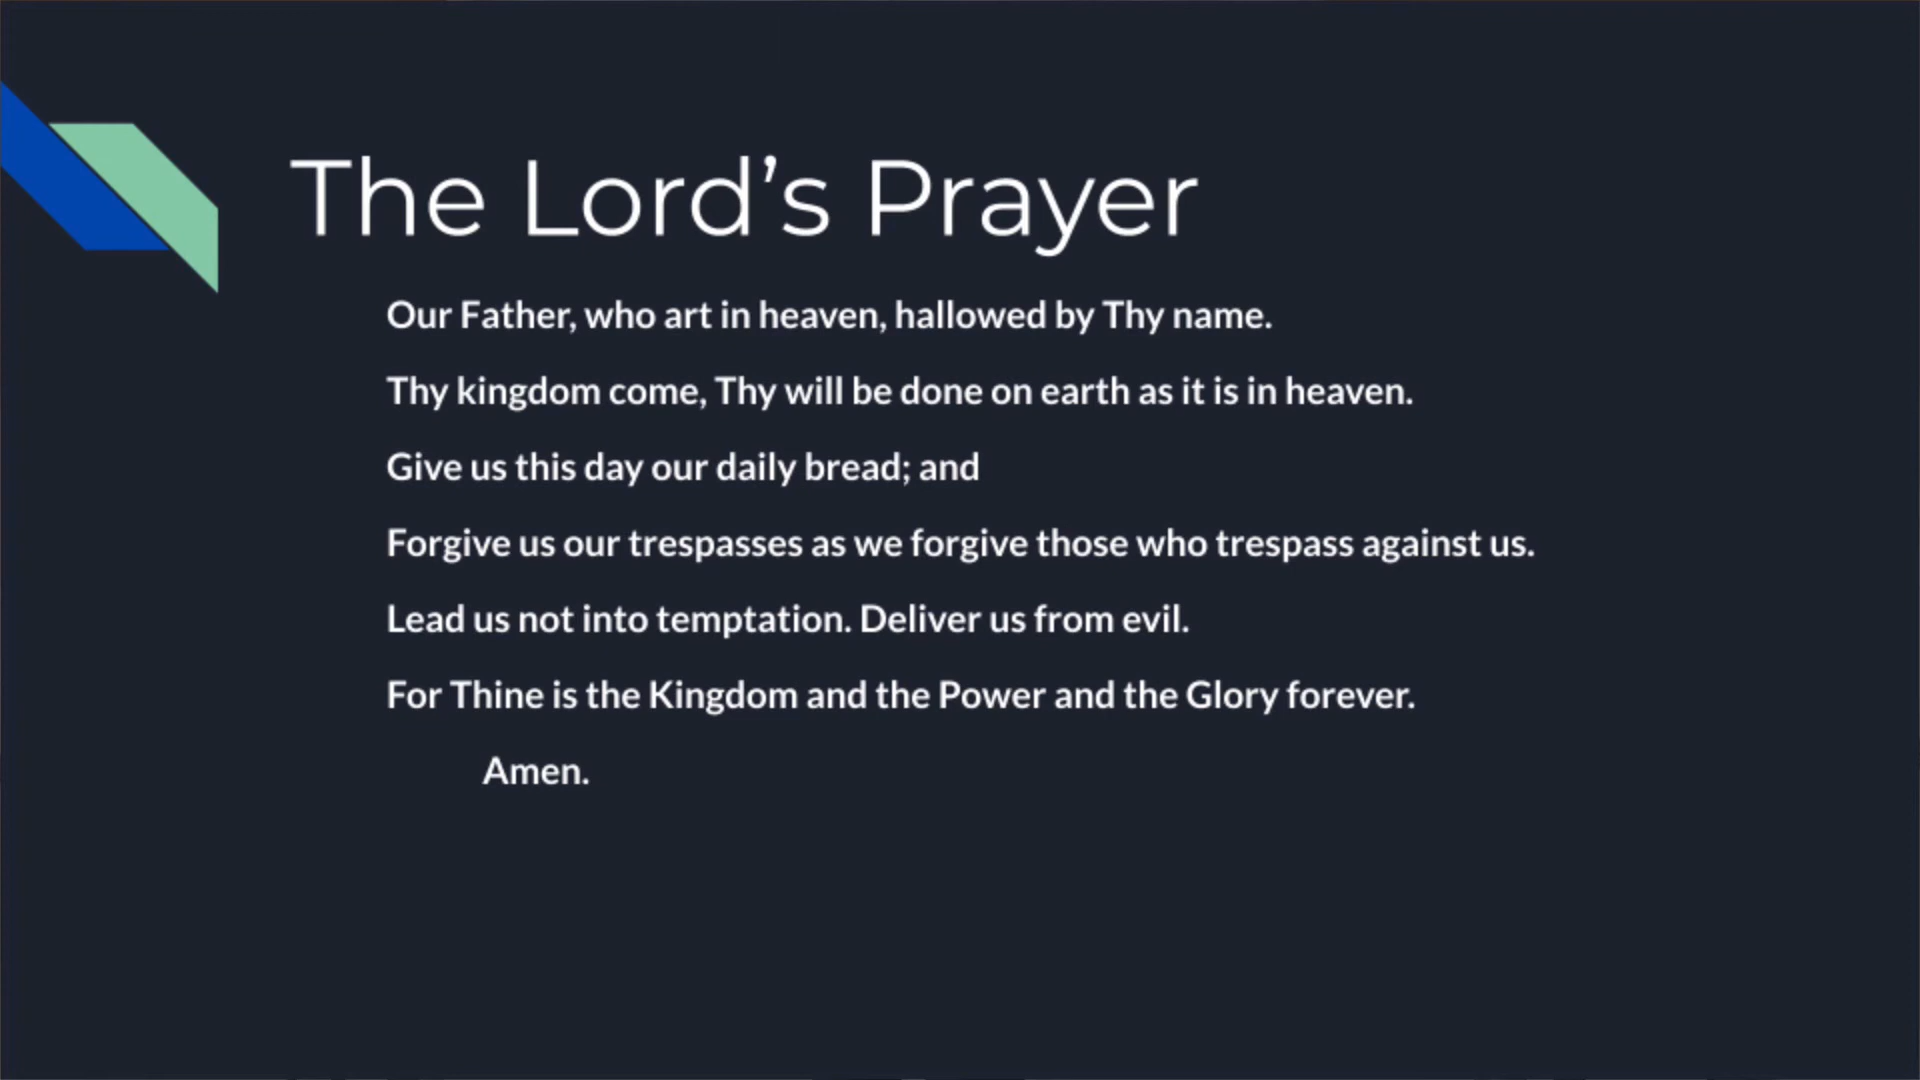 The Lord’s Prayer
Our Father, who art in heaven, hallowed by Thy name.
Thy kingdom come, Thy will be done on earth as it is in heaven.
Give us this day our daily bread; and
Forgive us our trespasses as we forgive those who trespass against us.
Lead us not into temptation. Deliver us from evil.
For Thine is the Kingdom and the Power and the Glory forever.
Amen.